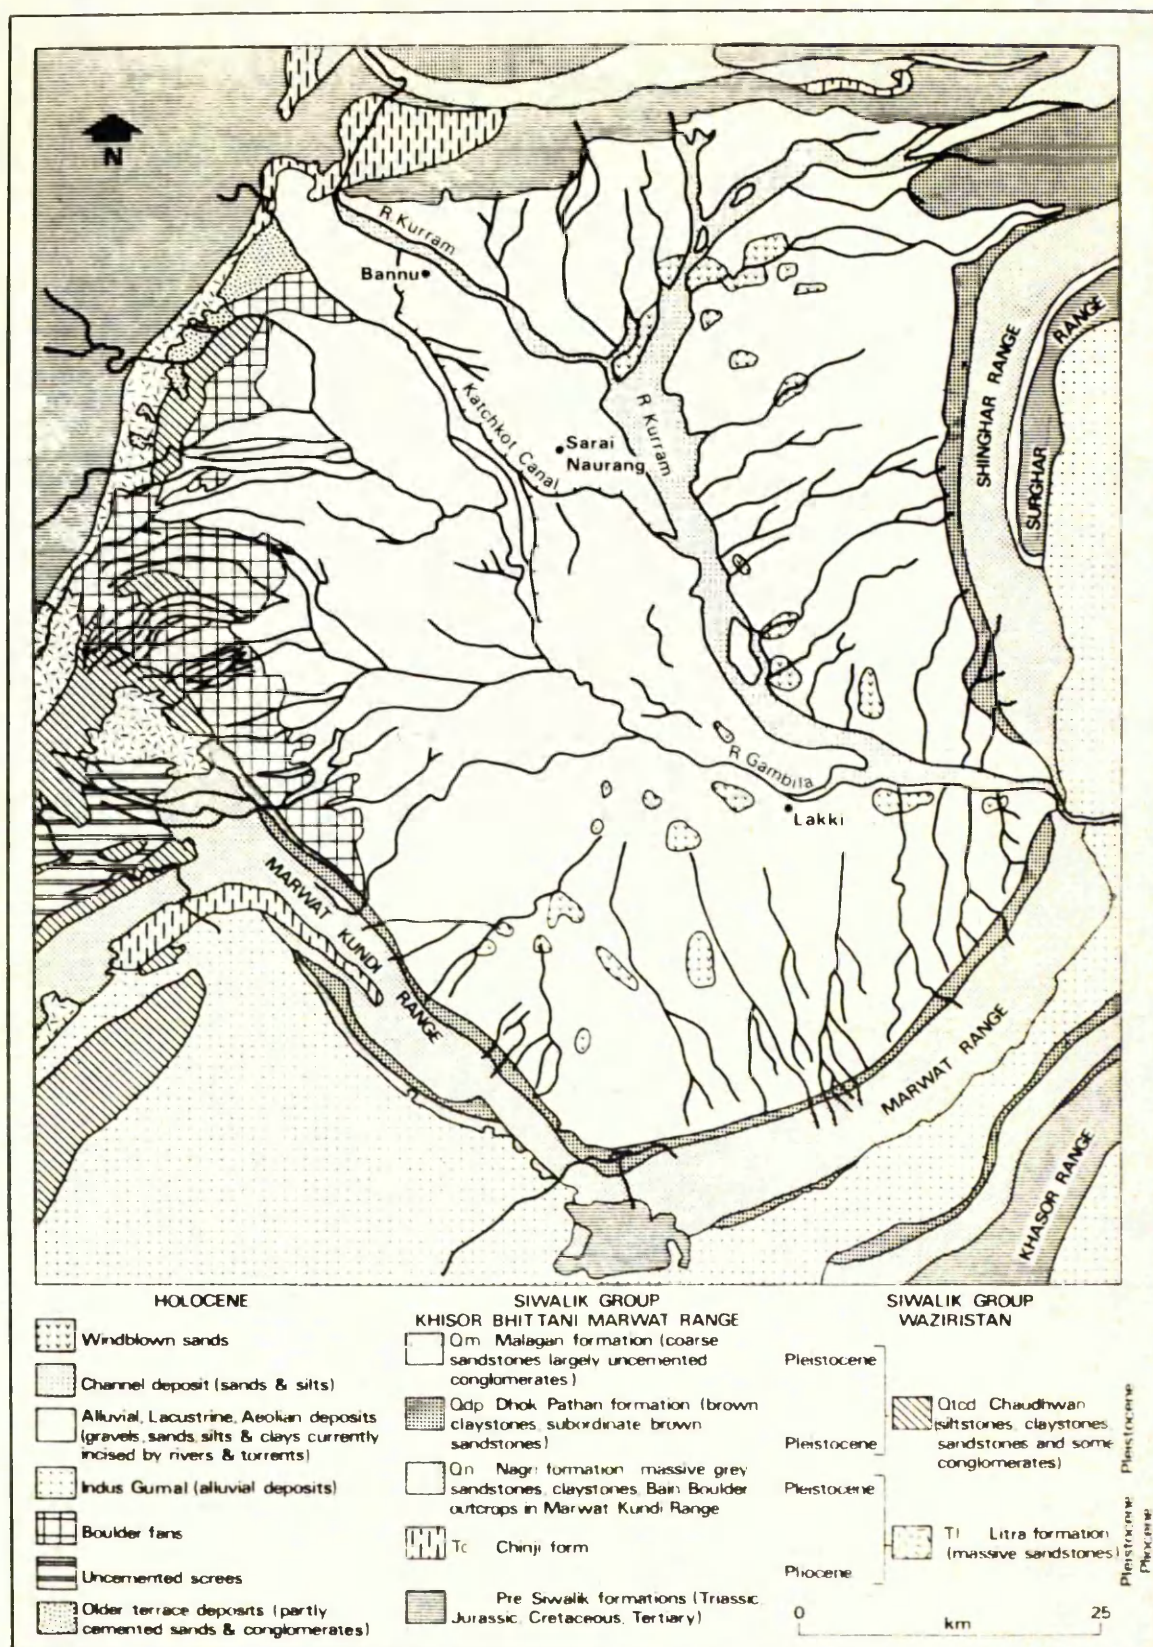 N
R Kurram
Bannu
Katchkot Canal
Sarai
Naurang
R Kurram
SHINGHAR RANGE
SURGHAR RANGE
R Gambila
Lakki
MARWAT KUNDI RANGE
MARWAT RANGE
KHASOR RANGE
HOLOCENE
Windblown sands
Channel deposit (sands & silts)
Alluvial, Lacustrine, Aeolian deposits
(gravels, sands, silts & clays currently
incised by rivers & torrents)
Indus Gumal (alluvial deposits)
Boulder fans
Uncemented screes
Older terrace deposits (partly
cemented sands & conglomerates)
SIWALIK GROUP
KHISOR BHITTANI MARWAT RANGE
Qm Malagan formation (coarse
sandstones largely uncemented
conglomerates)
Qdp Dhok Pathan formation (brown
claystones, subordinate brown
sandstones)
Qn Nagri formation massive grey
sandstones, claystones, Bain Boulder
outcrops in Marwat Kundi Range
Tc Chinji form
Pre Siwalik formations (Triassic,
Jurassic, Cretaceous, Tertiary)
Pleistocene
Pleistocene
Pleistocene
Pliocene
SIWALIK GROUP
WAZIRISTAN
Qtcd Chaudhwan
(siltstones, claystones,
sandstones and some
conglomerates)
Pleistocene
Pleistocene
Tl Litra formation
(massive sandstones)
Pleistocene
Pliocene
0 25
km